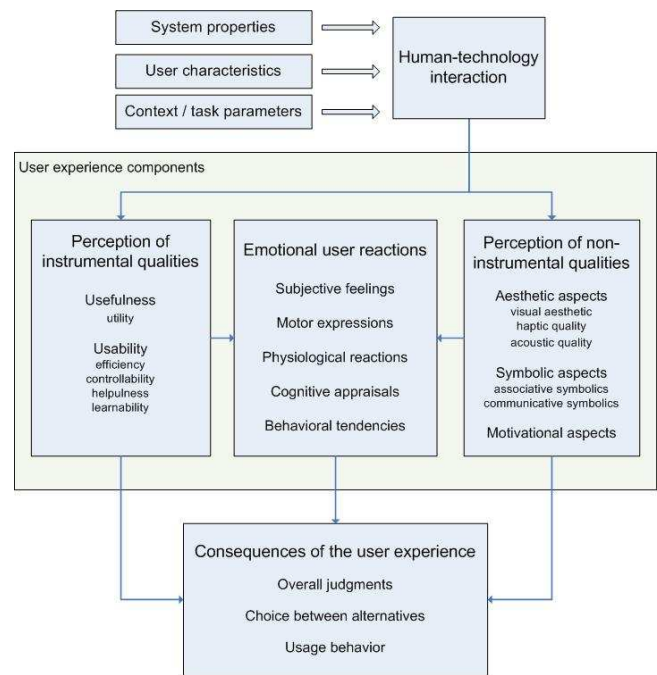 System properties
User characteristics
Context / task parameters
Human-technology
interaction
User experience components
Perception of
instrumental qualities
Usefulness
utility
Usability
efficiency
controllability
helpulness
learnability
Emotional user reactions
Subjective feelings
Motor expressions
Physiological reactions
Cognitive appraisals
Behavioral tendencies
Perception of non-
instrumental qualities
Aesthetic aspects
visual aesthetic
haptic quality
acoustic quality
Symbolic aspects
associative symbolics
communicative symbolics
Motivational aspects
Consequences of the user experience
Overall judgments
Choice between alternatives
Usage behavior